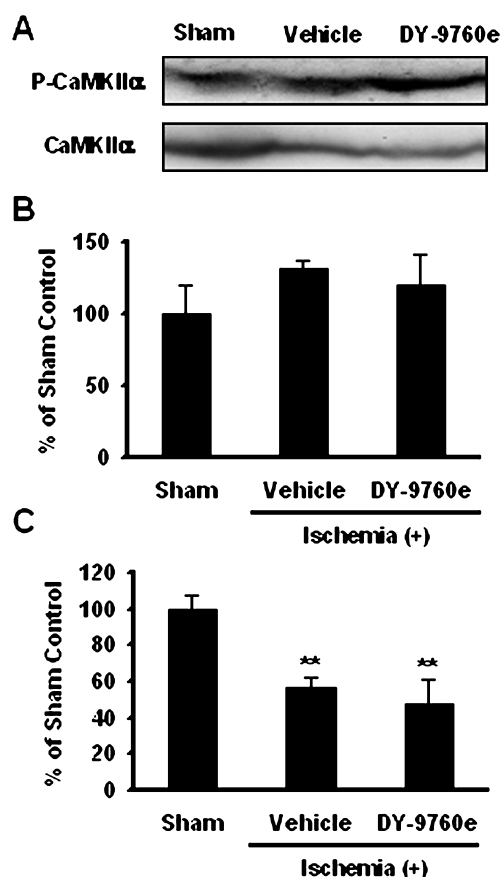 A
Sham Vehicle DY-9760e
P-CaMKIIα
CaMKIIα
B
% of Sham Control
150
100
50
0
Sham Vehicle DY-9760e
Ischemia (+)
C
% of Sham Control
120
100
80
60
40
20
0
** **
Sham Vehicle DY-9760e
Ischemia (+)